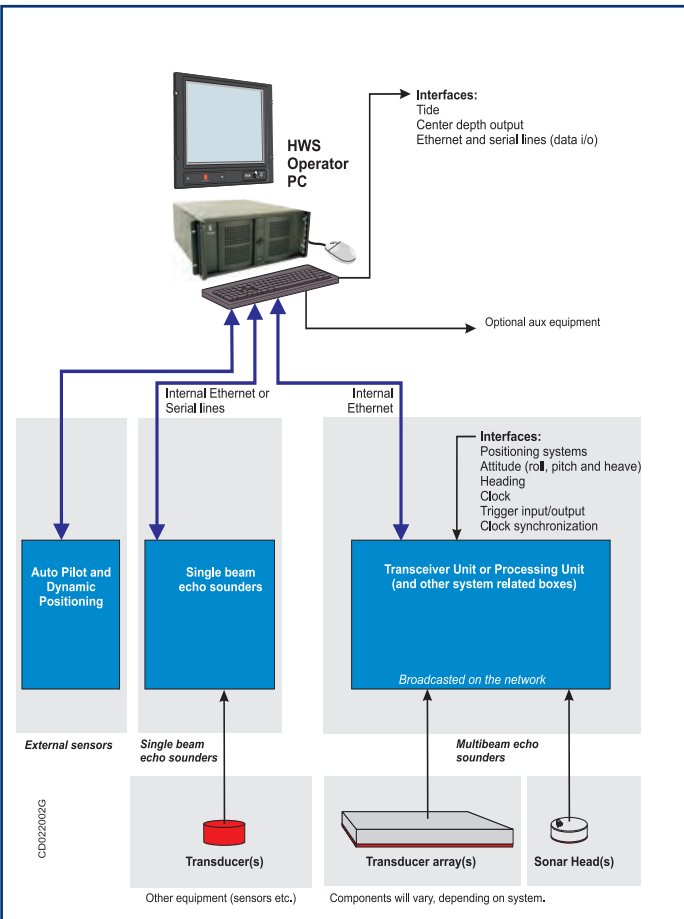 Interfaces:
Tide
Center depth output
Ethernet and serial lines (data i/o)
HWS
Operator
PC
Optional aux equipment
Internal Ethernet or
Serial lines
Internal
Ethernet
Interfaces:
Positioning systems
Attitude (roll, pitch and heave)
Heading
Clock
Trigger input/output
Clock synchronization
Auto Pilot and
Dynamic
Positioning
Single beam
echo sounders
Transceiver Unit or Processing Unit
(and other system related boxes)
Broadcasted on the network
External sensors
Single beam
echo sounders
Multibeam echo
sounders
CD022002G
Transducer(s)
Transducer array(s)
Sonar Head(s)
Other equipment (sensors etc.)
Components will vary, depending on system.